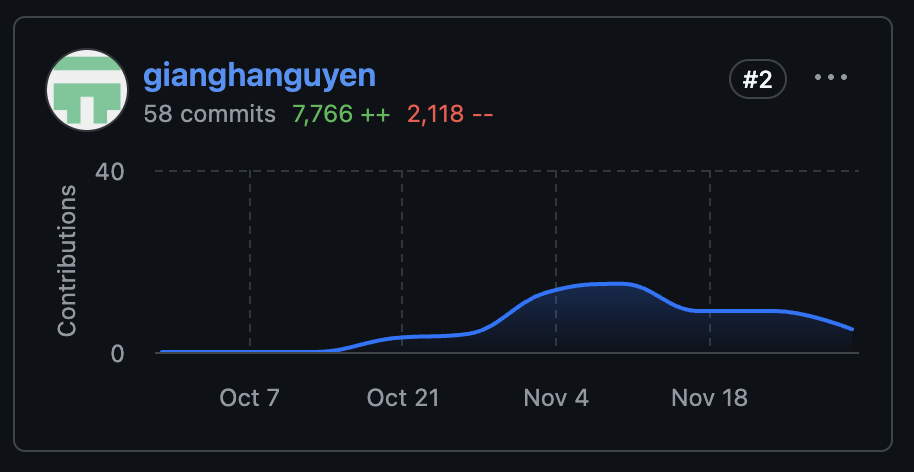 gianghanguyen
#2
58 commits 7,766 ++ 2,118 --
40
Contributions
0
Oct 7 Oct 21 Nov 4 Nov 18